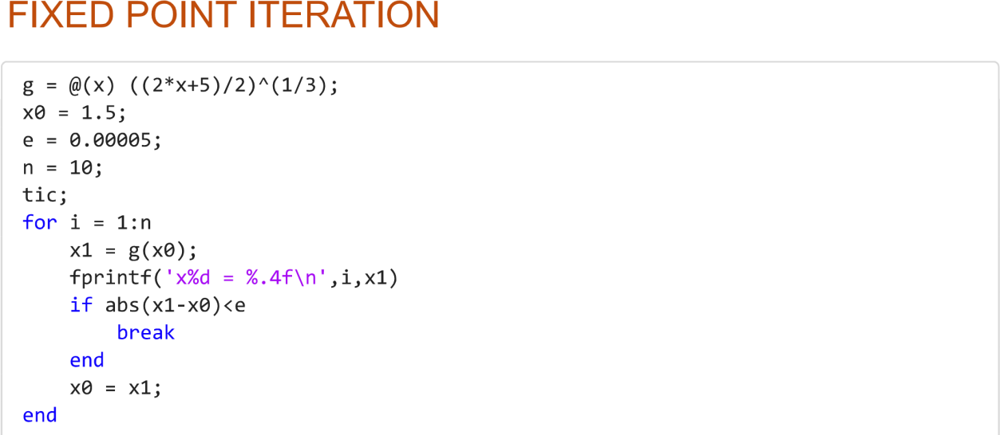 FIXED POINT ITERATION
g = @(x) ((2*x+5)/2)^(1/3);
x0 = 1.5;
e = 0.00005;
n = 10;
tic;
for i = 1:n
    x1 = g(x0);
    fprintf('x%d = %.4f\n',i,x1)
    if abs(x1-x0)<e
        break
    end
    x0 = x1;
end